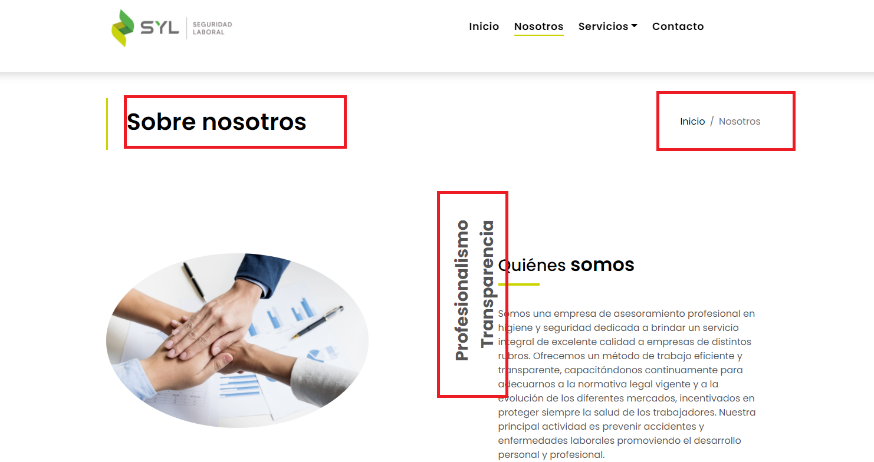 SYL
SEGURIDAD
LABORAL
Inicio
Nosotros
Servicios
Contacto
Sobre nosotros
Inicio / Nosotros
Profesionalismo
Transparencia
Quiénes somos
Somos una empresa de asesoramiento profesional en
higiene y seguridad dedicada a brindar un servicio
integral de excelente calidad a empresas de distintos
rubros. Ofrecemos un método de trabajo eficiente y
transparente, capacitándonos continuamente para
adecuarnos a la normativa legal vigente y a la
evolución de los diferentes mercados, incentivados en
proteger siempre la salud de los trabajadores. Nuestra
principal actividad es prevenir accidentes y
enfermedades laborales promoviendo el desarrollo
personal y profesional.